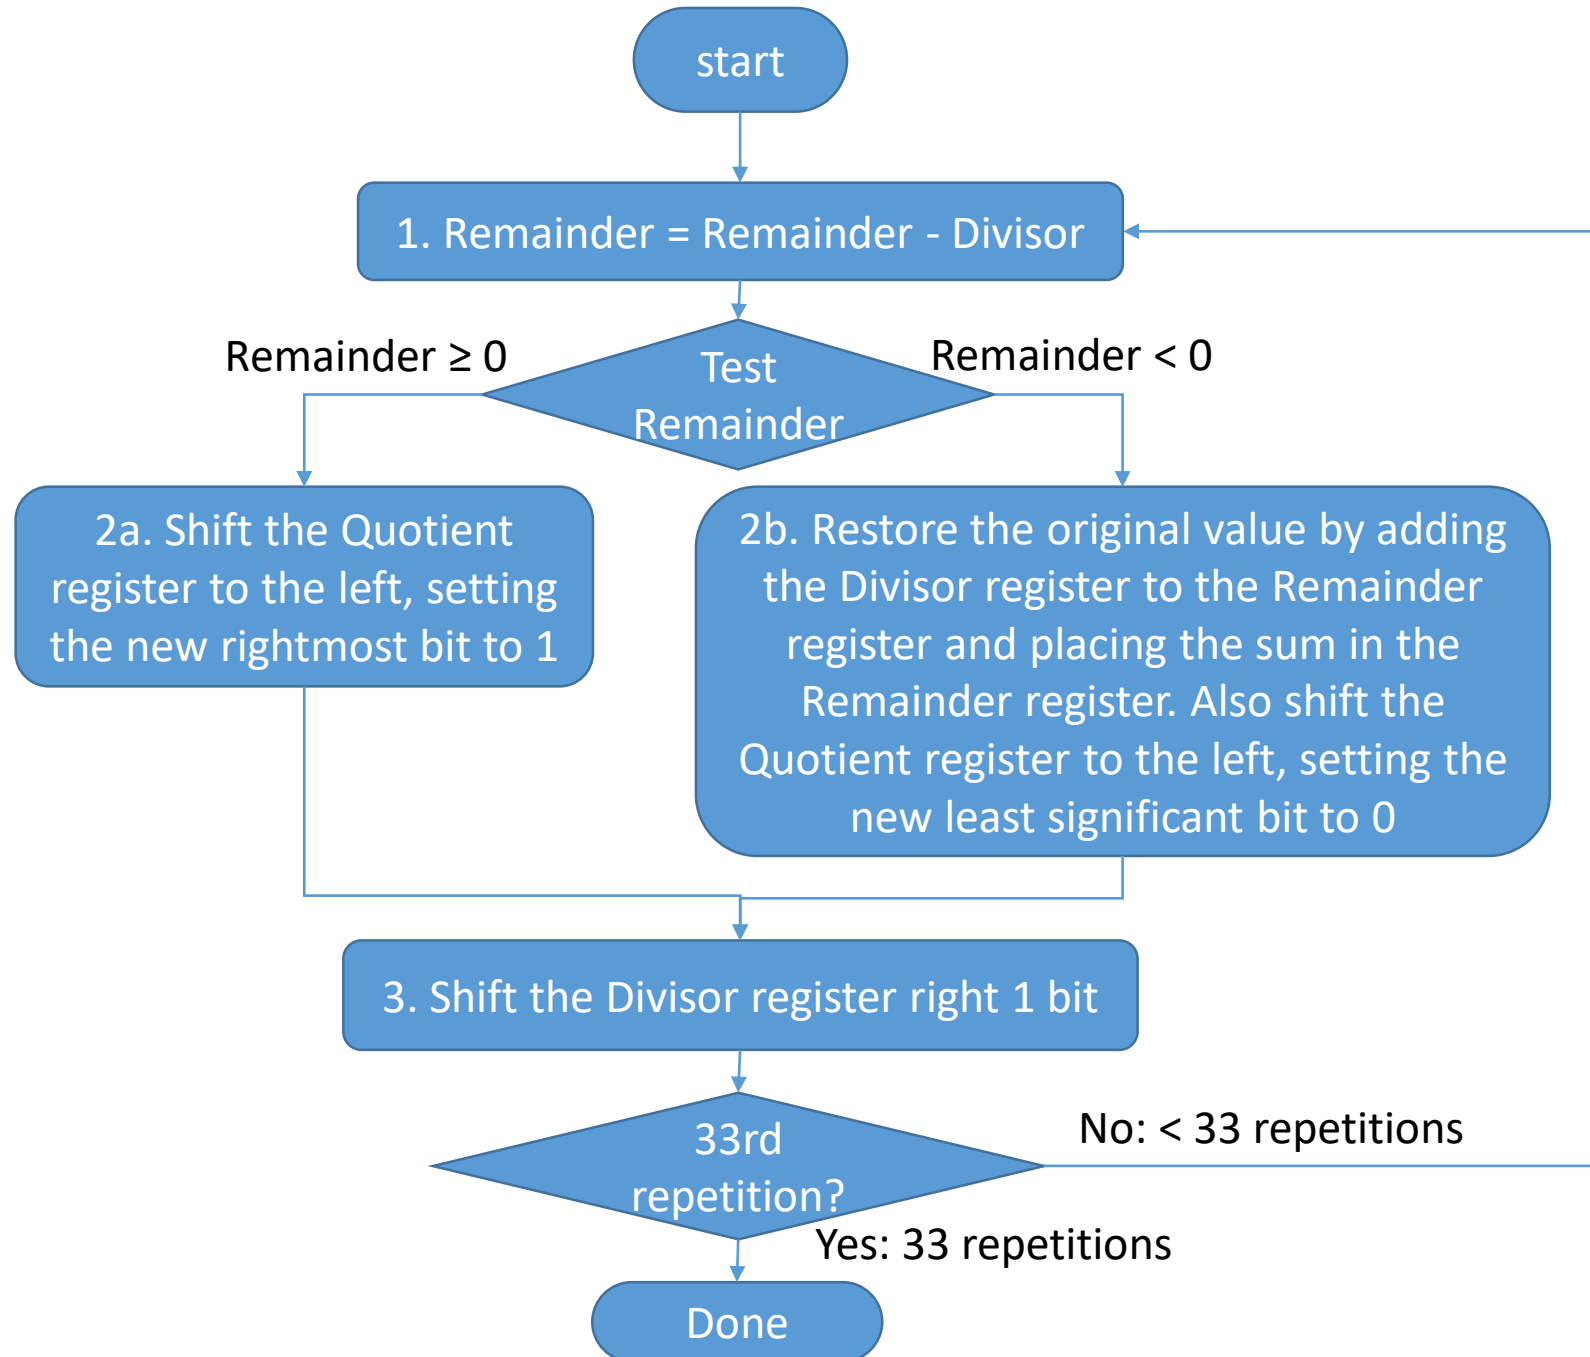 start
1. Remainder = Remainder - Divisor
Remainder ≥ 0
Test
Remainder
Remainder < 0
2a. Shift the Quotient
register to the left, setting
the new rightmost bit to 1
2b. Restore the original value by adding
the Divisor register to the Remainder
register and placing the sum in the
Remainder register. Also shift the
Quotient register to the left, setting the
new least significant bit to 0
3. Shift the Divisor register right 1 bit
33rd
repetition?
No: < 33 repetitions
Yes: 33 repetitions
Done